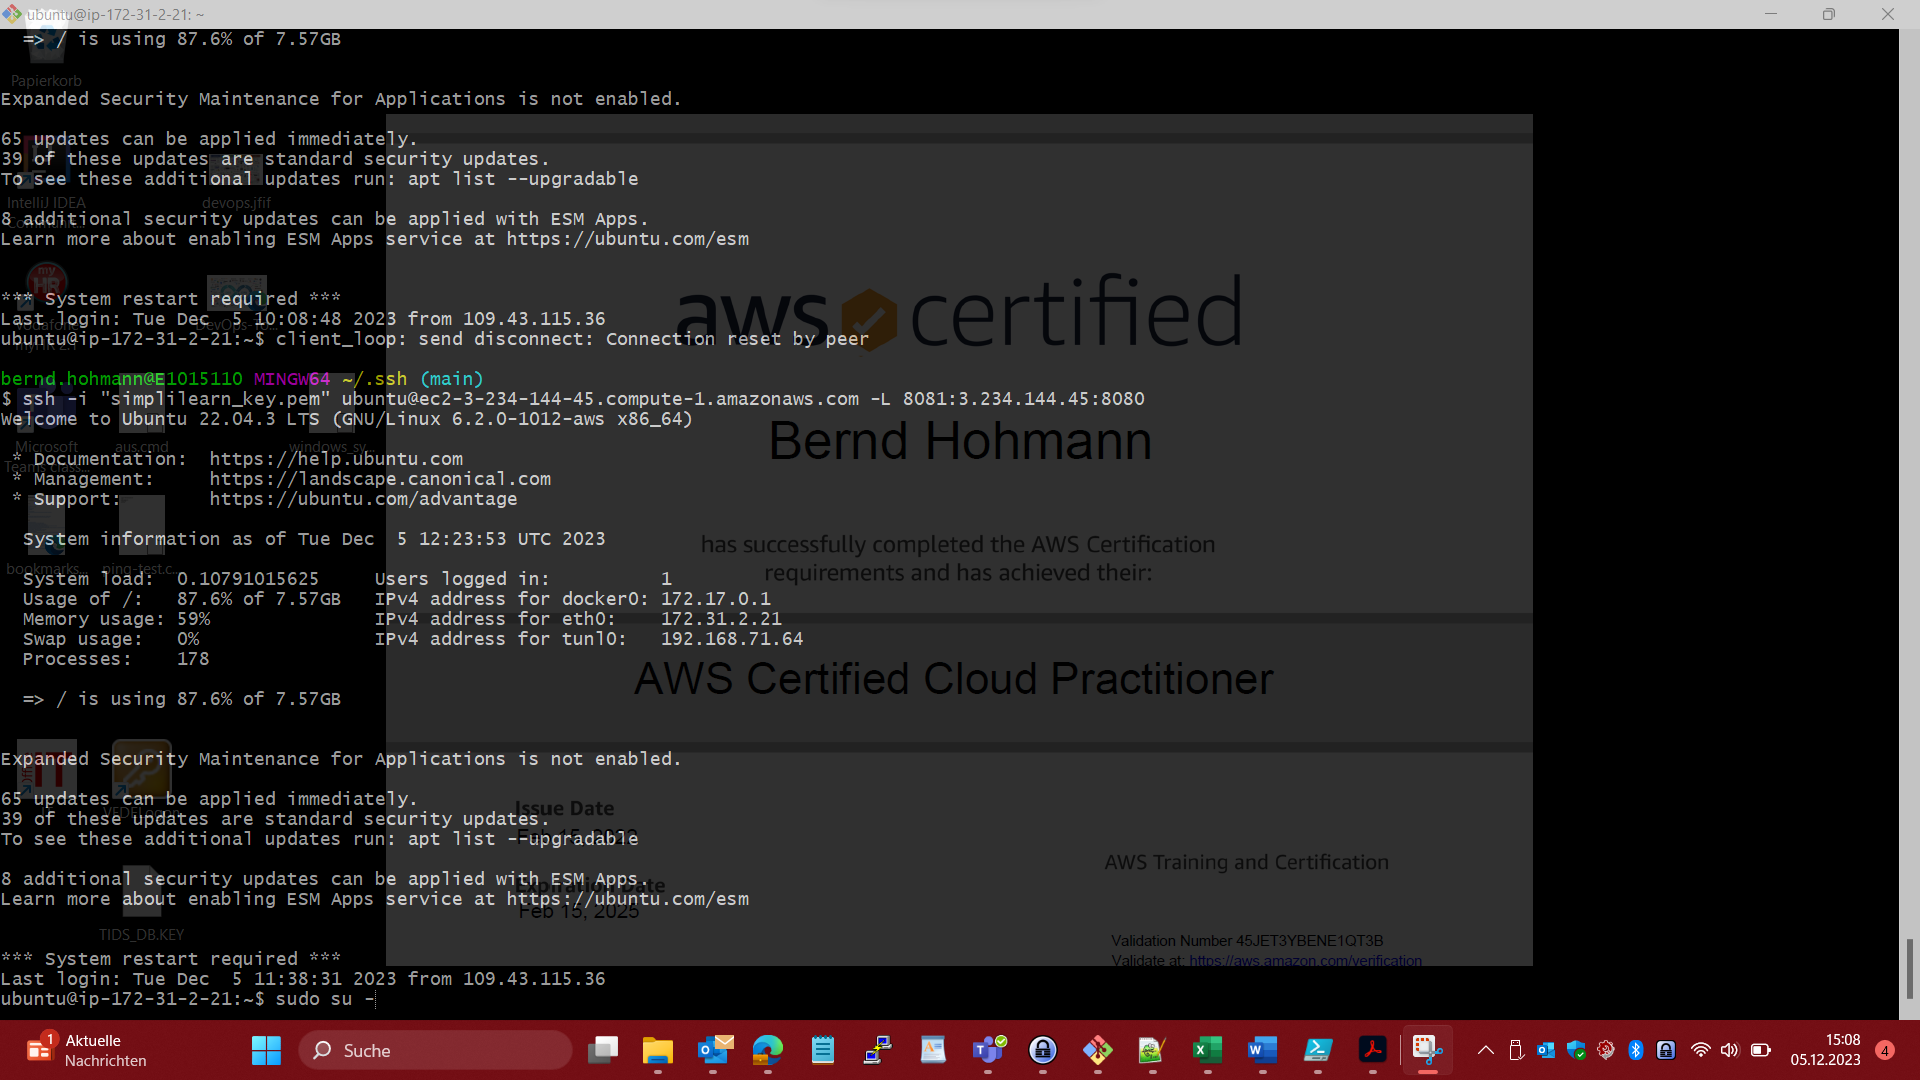 ubuntu@ip-172-31-2-21: ~
=> / is using 87.6% of 7.57GB
Papierkorb
Expanded Security Maintenance for Applications is not enabled.
65 updates can be applied immediately.
39 of these updates are standard security updates.
To see these additional updates run: apt list --upgradable
IntelliJ IDEA
devops.jfif
8 additional security updates can be applied with ESM Apps.
Learn more about enabling ESM Apps service at https://ubuntu.com/esm
*** System restart required ***
Last login: Tue Dec  5 10:08:48 2023 from 109.43.115.36
ubuntu@ip-172-31-2-21:~$ client_loop: send disconnect: Connection reset by peer
aws certified
bernd.hohmann@E1015110 MINGW64 ~/.ssh (main)
$ ssh -i "simplilearn_key.pem" ubuntu@ec2-3-234-144-45.compute-1.amazonaws.com -L 8081:3.234.144.45:8080
Welcome to Ubuntu 22.04.3 LTS (GNU/Linux 6.2.0-1012-aws x86_64)
Bernd Hohmann
Microsoft
Teams class...
aus.cmd
windows_sy...
* Documentation:  https://help.ubuntu.com
* Management:     https://landscape.canonical.com
* Support:        https://ubuntu.com/advantage
System information as of Tue Dec  5 12:23:53 UTC 2023
has successfully completed the AWS Certification
requirements and has achieved their:
bookmarks...
ping-test.c...
System load:  0.10791015625     Users logged in:          1
Usage of /:   87.6% of 7.57GB   IPv4 address for docker0: 172.17.0.1
Memory usage: 59%               IPv4 address for eth0:    172.31.2.21
Swap usage:   0%                IPv4 address for tunl0:   192.168.71.64
Processes:    178
AWS Certified Cloud Practitioner
=> / is using 87.6% of 7.57GB
Expanded Security Maintenance for Applications is not enabled.
65 updates can be applied immediately.
39 of these updates are standard security updates.
To see these additional updates run: apt list --upgradable
Issue Date
AWS Training and Certification
8 additional security updates can be applied with ESM Apps.
Learn more about enabling ESM Apps service at https://ubuntu.com/esm
Expiration Date
Feb 15, 2025
TIDS_DB.KEY
Validation Number 45JET3YBENE1QT3B
Validate at: https://aws.amazon.com/verification
*** System restart required ***
Last login: Tue Dec  5 11:38:31 2023 from 109.43.115.36
ubuntu@ip-172-31-2-21:~$ sudo su -
1
Aktuelle
Nachrichten
Suche
15:08
05.12.2023
4